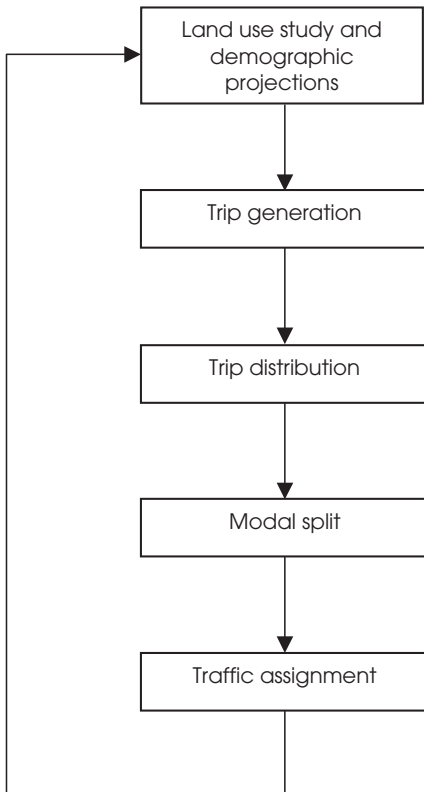 Land use study and
demographic
projections
Trip generation
Trip distribution
Modal split
Traffic assignment